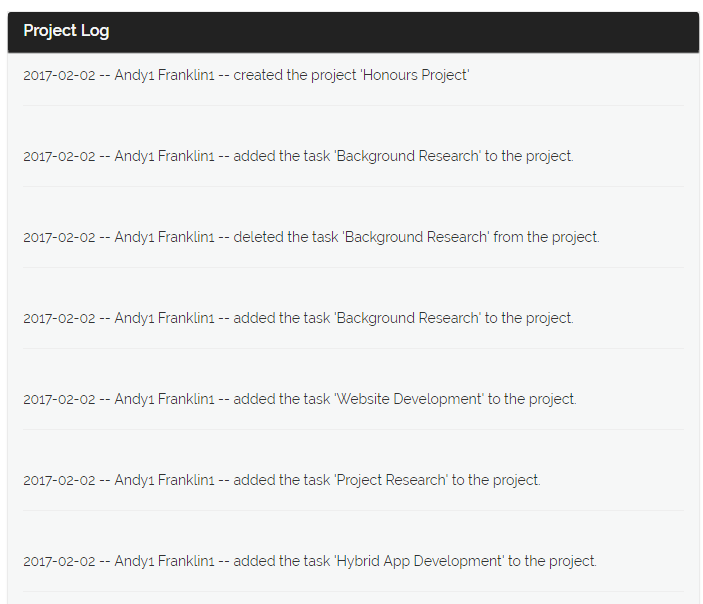 Project Log
2017-02-02 -- Andy1 Franklin1 -- created the project 'Honours Project'
2017-02-02 -- Andy1 Franklin1 -- added the task 'Background Research' to the project.
2017-02-02 -- Andy1 Franklin1 -- deleted the task 'Background Research' from the project.
2017-02-02 -- Andy1 Franklin1 -- added the task 'Background Research' to the project.
2017-02-02 -- Andy1 Franklin1 -- added the task 'Website Development' to the project.
2017-02-02 -- Andy1 Franklin1 -- added the task 'Project Research' to the project.
2017-02-02 -- Andy1 Franklin1 -- added the task 'Hybrid App Development' to the project.